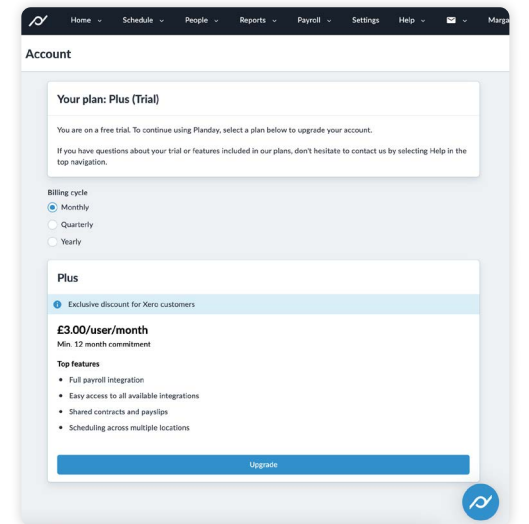 Home Schedule People Reports Payroll Settings Help Marga
Account
Your plan: Plus (Trial)
You are on a free trial. To continue using Planday, select a plan below to upgrade your account.
If you have questions about your trial or features included in our plans, don't hesitate to contact us by selecting Help in the
top navigation.
Billing cycle
Monthly
Quarterly
Yearly
Plus
Exclusive discount for Xero customers
£3.00/user/month
Min. 12 month commitment
Top features
• Full payroll integration
• Easy access to all available integrations
• Shared contracts and payslips
• Scheduling across multiple locations
Upgrade